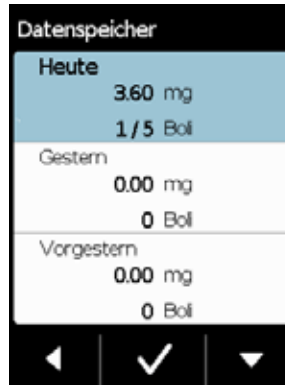 Datenspeicher
Heute
3.60 mg
1/5 Boli
Gestern
0.00 mg
0 Boli
Vorgestern
0.00 mg
0 Boli